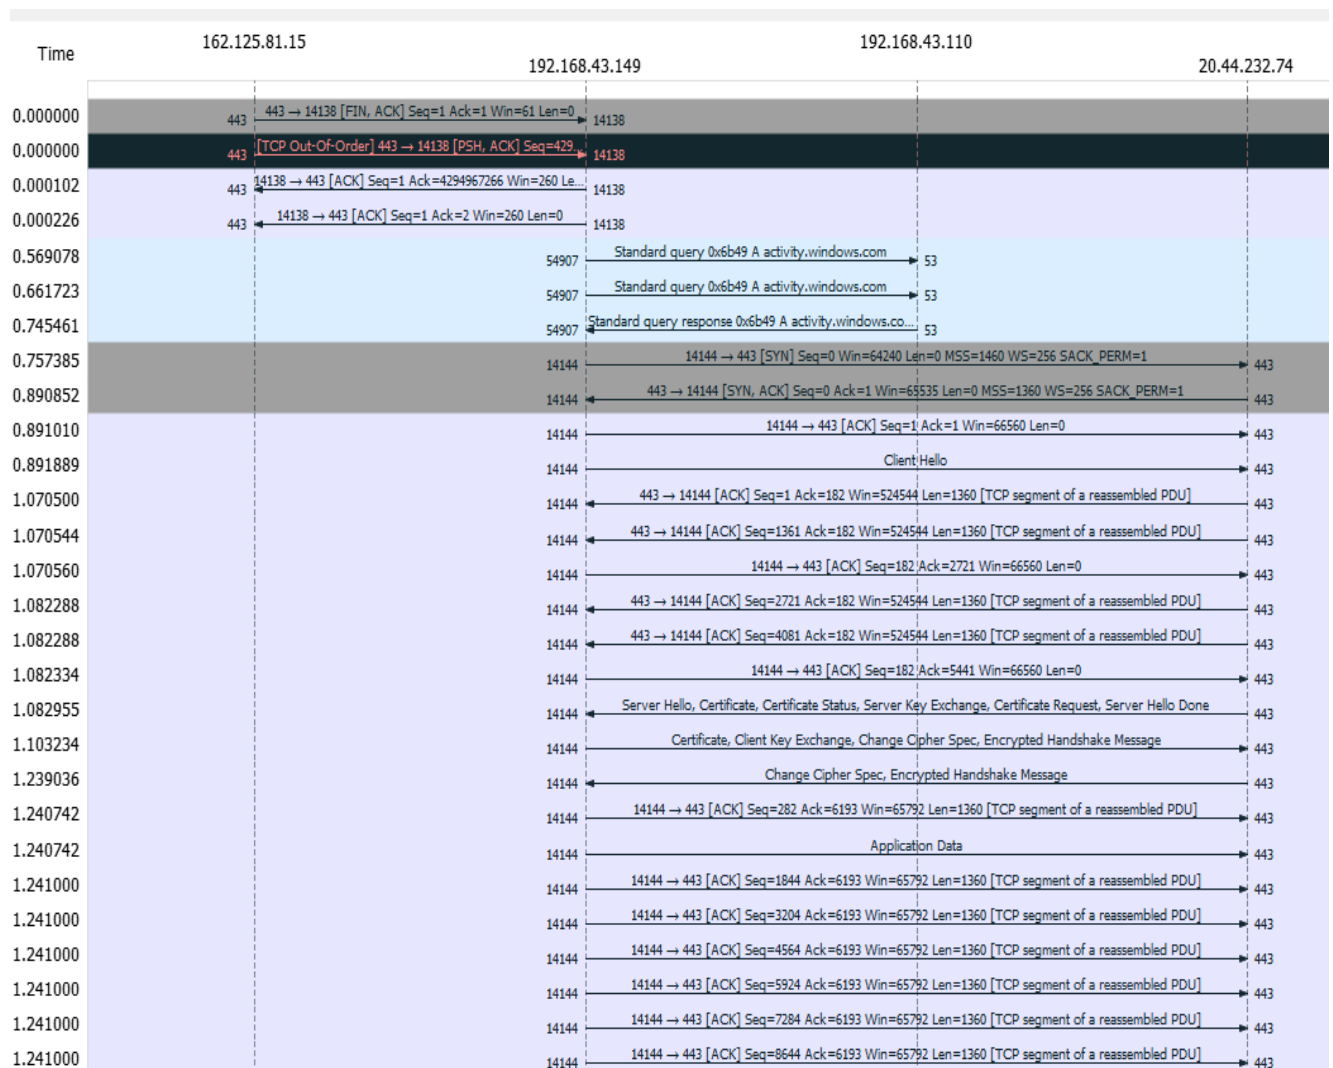 162.125.81.15 192.168.43.110
Time 192.168.43.149 20.44.232.74
0.000000 443 443 → 14138 [FIN, ACK] Seq=1 Ack=1 Win=61 Len=0 14138
0.000000 443 [TCP Out-Of-Order] 443 → 14138 [PSH, ACK] Seq=429... 14138
0.000102 443 14138 → 443 [ACK] Seq=1 Ack=4294967266 Win=260 Le... 14138
0.000226 443 14138 → 443 [ACK] Seq=1 Ack=2 Win=260 Len=0 14138
0.569078 54907 Standard query 0x6b49 A activity.windows.com 53
0.661723 54907 Standard query 0x6b49 A activity.windows.com 53
0.745461 54907 Standard query response 0x6b49 A activity.windows.co... 53
0.757385 14144 14144 → 443 [SYN] Seq=0 Win=64240 Len=0 MSS=1460 WS=256 SACK_PERM=1 443
0.890852 14144 443 → 14144 [SYN, ACK] Seq=0 Ack=1 Win=65535 Len=0 MSS=1360 WS=256 SACK_PERM=1 443
0.891010 14144 14144 → 443 [ACK] Seq=1 Ack=1 Win=66560 Len=0 443
0.891889 14144 Client Hello 443
1.070500 14144 443 → 14144 [ACK] Seq=1 Ack=182 Win=524544 Len=1360 [TCP segment of a reassembled PDU] 443
1.070544 14144 443 → 14144 [ACK] Seq=1361 Ack=182 Win=524544 Len=1360 [TCP segment of a reassembled PDU] 443
1.070560 14144 14144 → 443 [ACK] Seq=182 Ack=2721 Win=66560 Len=0 443
1.082288 14144 443 → 14144 [ACK] Seq=2721 Ack=182 Win=524544 Len=1360 [TCP segment of a reassembled PDU] 443
1.082288 14144 443 → 14144 [ACK] Seq=4081 Ack=182 Win=524544 Len=1360 [TCP segment of a reassembled PDU] 443
1.082334 14144 14144 → 443 [ACK] Seq=182 Ack=5441 Win=66560 Len=0 443
1.082955 14144 Server Hello, Certificate, Certificate Status, Server Key Exchange, Certificate Request, Server Hello Done 443
1.103234 14144 Certificate, Client Key Exchange, Change Cipher Spec, Encrypted Handshake Message 443
1.239036 14144 Change Cipher Spec, Encrypted Handshake Message 443
1.240742 14144 14144 → 443 [ACK] Seq=282 Ack=6193 Win=65792 Len=1360 [TCP segment of a reassembled PDU] 443
1.240742 14144 Application Data 443
1.241000 14144 14144 → 443 [ACK] Seq=1844 Ack=6193 Win=65792 Len=1360 [TCP segment of a reassembled PDU] 443
1.241000 14144 14144 → 443 [ACK] Seq=3204 Ack=6193 Win=65792 Len=1360 [TCP segment of a reassembled PDU] 443
1.241000 14144 14144 → 443 [ACK] Seq=4564 Ack=6193 Win=65792 Len=1360 [TCP segment of a reassembled PDU] 443
1.241000 14144 14144 → 443 [ACK] Seq=5924 Ack=6193 Win=65792 Len=1360 [TCP segment of a reassembled PDU] 443
1.241000 14144 14144 → 443 [ACK] Seq=7284 Ack=6193 Win=65792 Len=1360 [TCP segment of a reassembled PDU] 443
1.241000 14144 14144 → 443 [ACK] Seq=8644 Ack=6193 Win=65792 Len=1360 [TCP segment of a reassembled PDU] 443